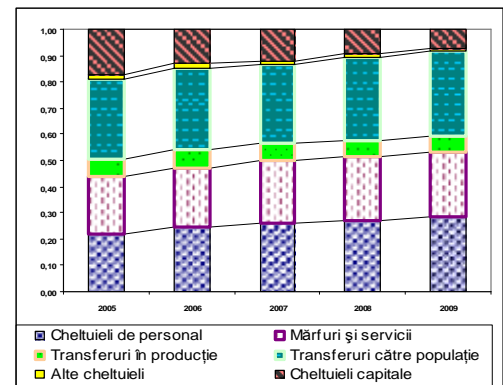 1,00
0,90
0,80
0,70
0,60
0,50
0,40
0,30
0,20
0,10
0,00
2005 2006 2007 2008 2009
Cheltuieli de personal Mărfuri şi servicii
Transferuri în producţie Transferuri către populaţie
Alte cheltuieli Cheltuieli capitale